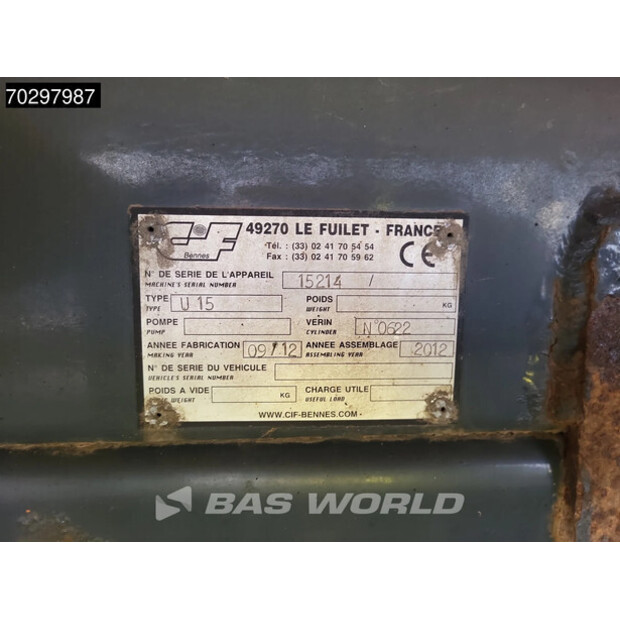 70297987
CIF
Bennes
49270 LE FUILET - FRANCE
Tél. : (33) 02 41 70 54 54
Fax : (33) 02 41 70 59 62
CE
N° DE SERIE DE L'APPAREIL 15214 /
MACHINE'S SERIAL NUMBER
TYPE U 15 POIDS KG
TYPE WEIGHT
POMPE VERIN N°0622
PUMP CYLINDER
ANNEE FABRICATION 09/12 ANNEE ASSEMBLAGE 2012
MAKING YEAR ASSEMBLING YEAR
N° DE SERIE DU VEHICULE
VEHICLE'S SERIAL NUMBER
POIDS A VIDE KG CHARGE UTILE
WEIGHT USEFUL LOAD
WWW.CIF-BENNES.COM
BAS WORLD